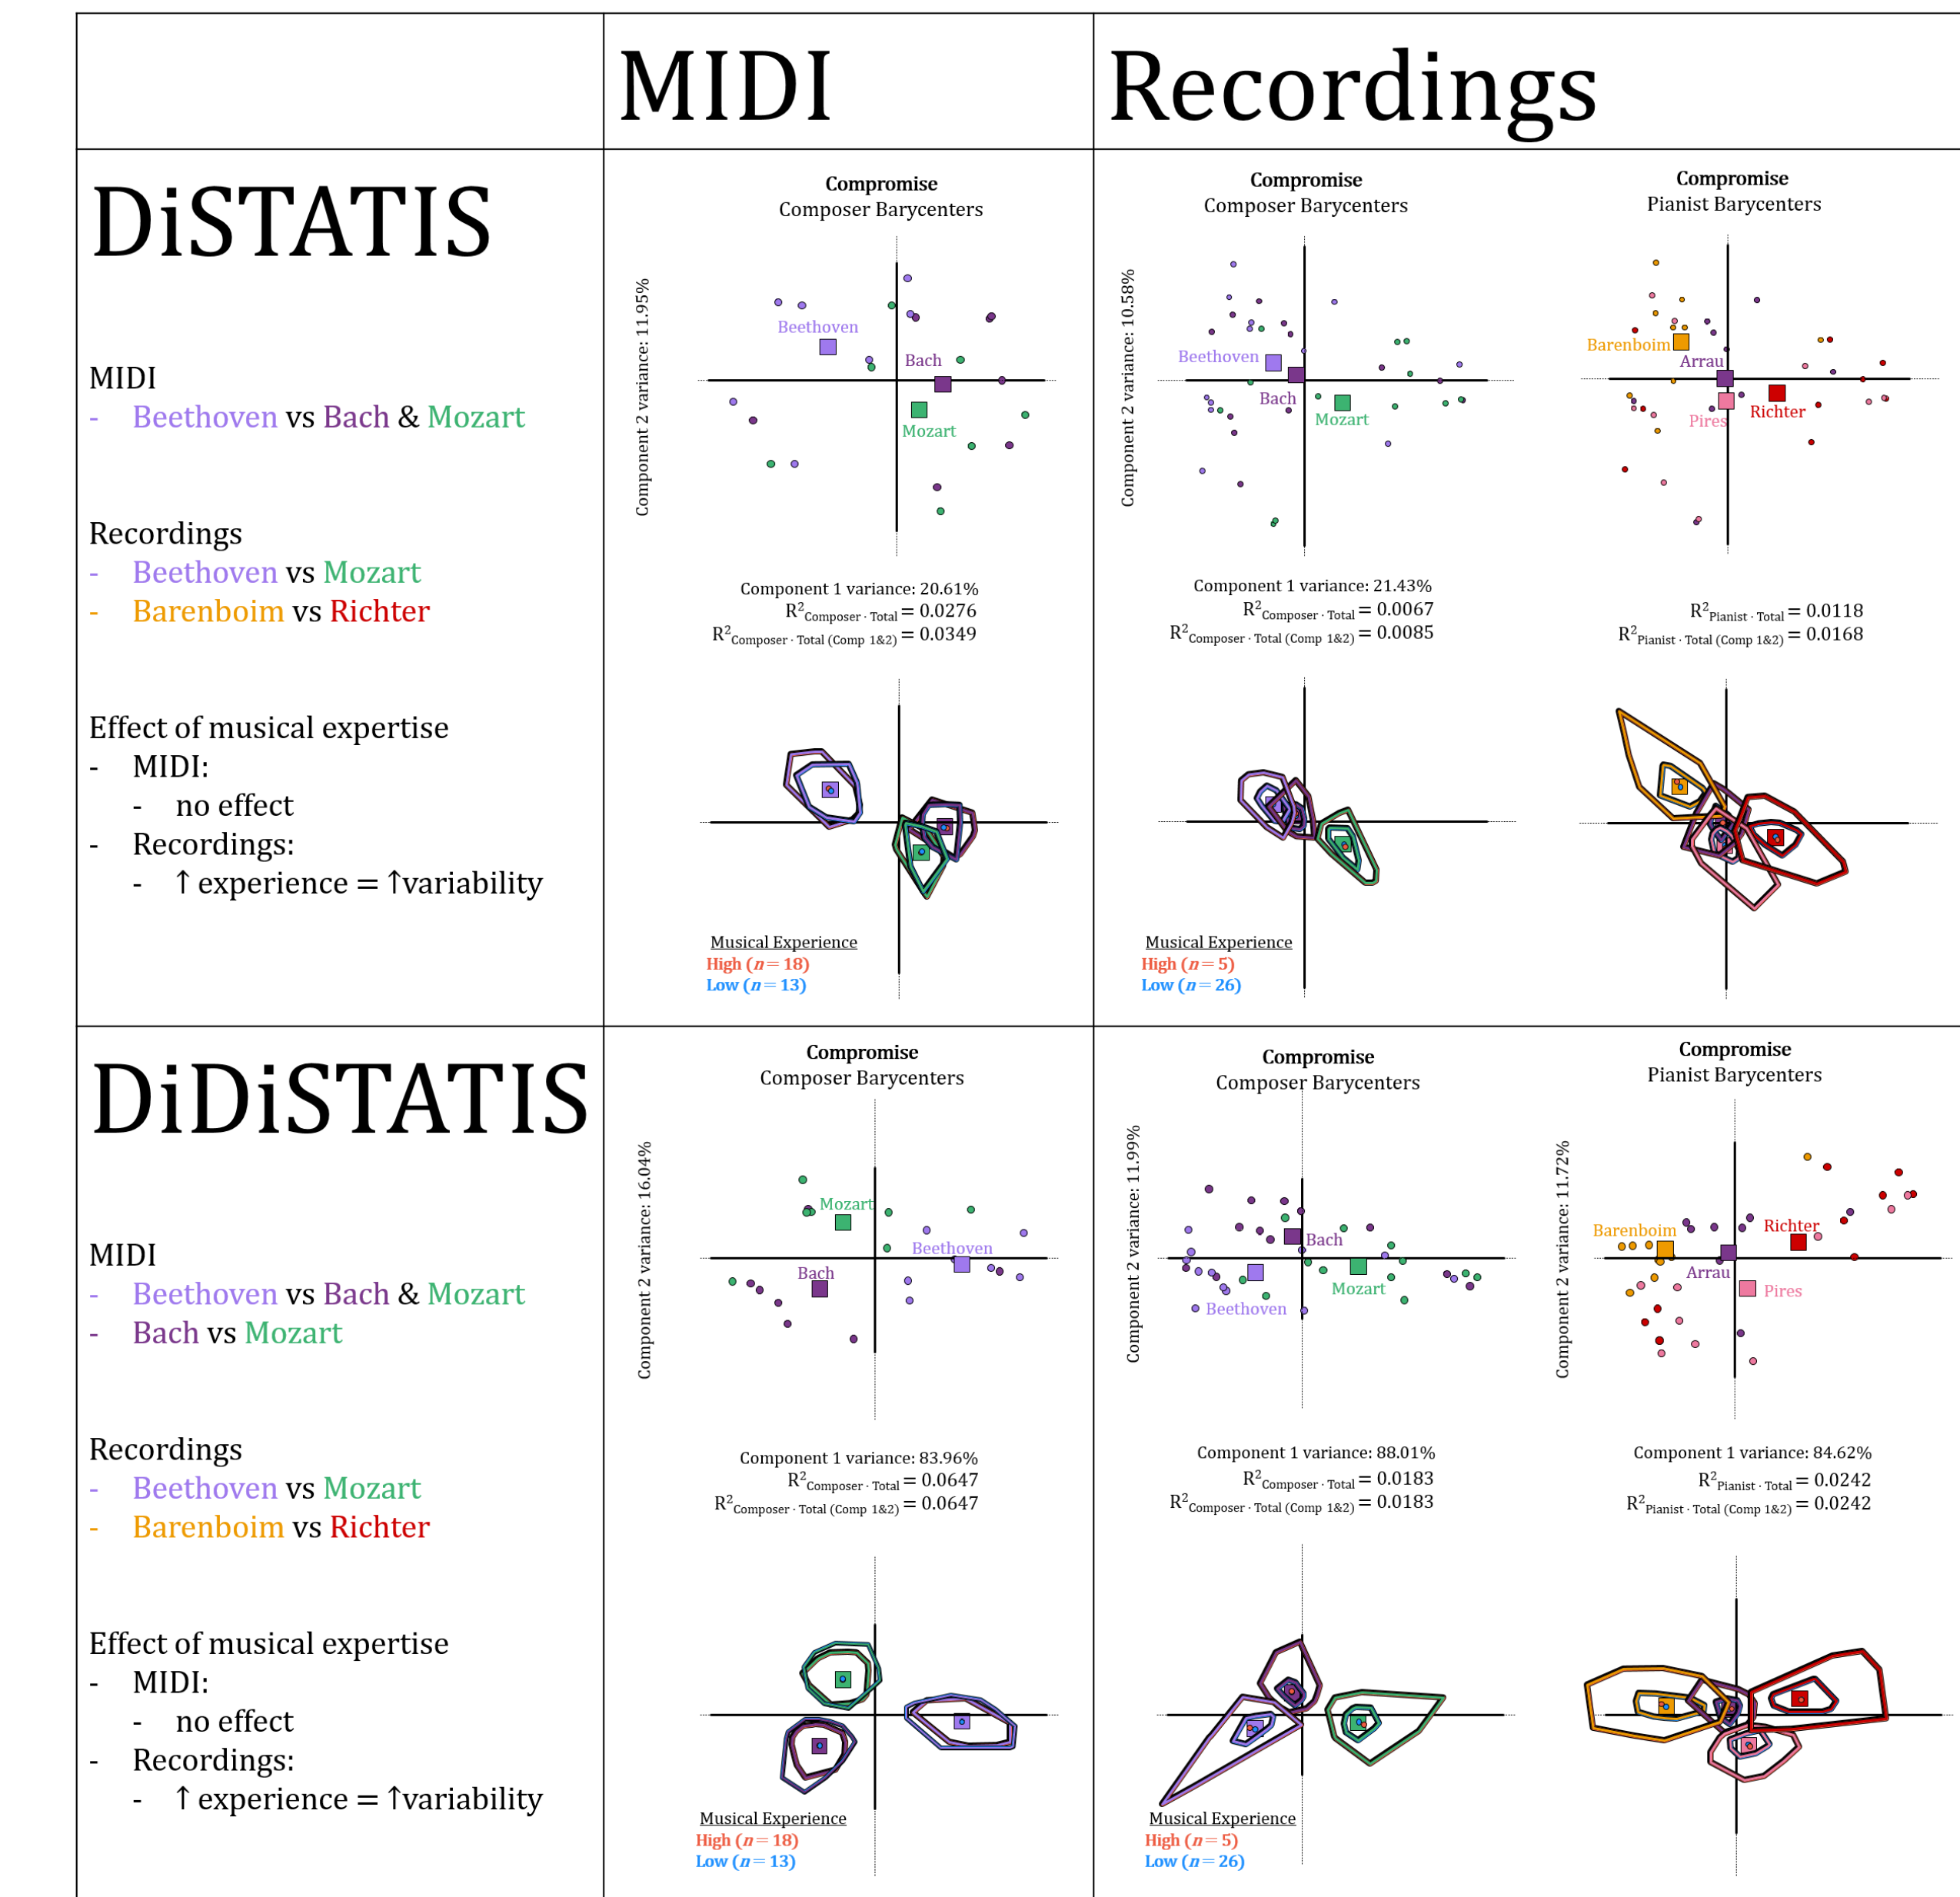 MIDI
Recordings
DiSTATIS
MIDI
- Beethoven vs Bach & Mozart
Recordings
- Beethoven vs Mozart
- Barenboim vs Richter
Effect of musical expertise
- MIDI:
- no effect
- Recordings:
- ↑ experience = ↑variability
Compromise
Composer Barycenters
Component 2 variance: 11.95%
Beethoven
Bach
Mozart
Component 1 variance: 20.61%
R²Composer · Total = 0.0276
R²Composer · Total (Comp 1&2) = 0.0349
Musical Experience
High (n = 18)
Low (n = 13)
Compromise
Composer Barycenters
Component 2 variance: 10.58%
Beethoven
Bach
Mozart
Component 1 variance: 21.43%
R²Composer · Total = 0.0067
R²Composer · Total (Comp 1&2) = 0.0085
Musical Experience
High (n = 5)
Low (n = 26)
Compromise
Pianist Barycenters
Barenboim
Arrau
Pires
Richter
R²Pianist · Total = 0.0118
R²Pianist · Total (Comp 1&2) = 0.0168
DiDiSTATIS
MIDI
- Beethoven vs Bach & Mozart
- Bach vs Mozart
Recordings
- Beethoven vs Mozart
- Barenboim vs Richter
Effect of musical expertise
- MIDI:
- no effect
- Recordings:
- ↑ experience = ↑variability
Compromise
Composer Barycenters
Component 2 variance: 16.04%
Mozart
Beethoven
Bach
Component 1 variance: 83.96%
R²Composer · Total = 0.0647
R²Composer · Total (Comp 1&2) = 0.0647
Musical Experience
High (n = 18)
Low (n = 13)
Compromise
Composer Barycenters
Component 2 variance: 11.99%
Bach
Mozart
Beethoven
Component 1 variance: 88.01%
R²Composer · Total = 0.0183
R²Composer · Total (Comp 1&2) = 0.0183
Musical Experience
High (n = 5)
Low (n = 26)
Compromise
Pianist Barycenters
Component 2 variance: 11.72%
Barenboim
Richter
Arrau
Pires
Component 1 variance: 84.62%
R²Pianist · Total = 0.0242
R²Pianist · Total (Comp 1&2) = 0.0242